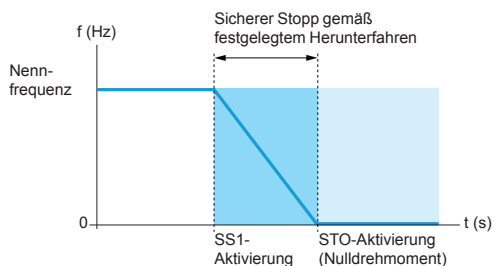 Sicherer Stopp gemäß
festgelegtem Herunterfahren
f (Hz)
Nenn-
frequenz
0
t (s)
SS1-
Aktivierung
STO-Aktivierung
(Nulldrehmoment)